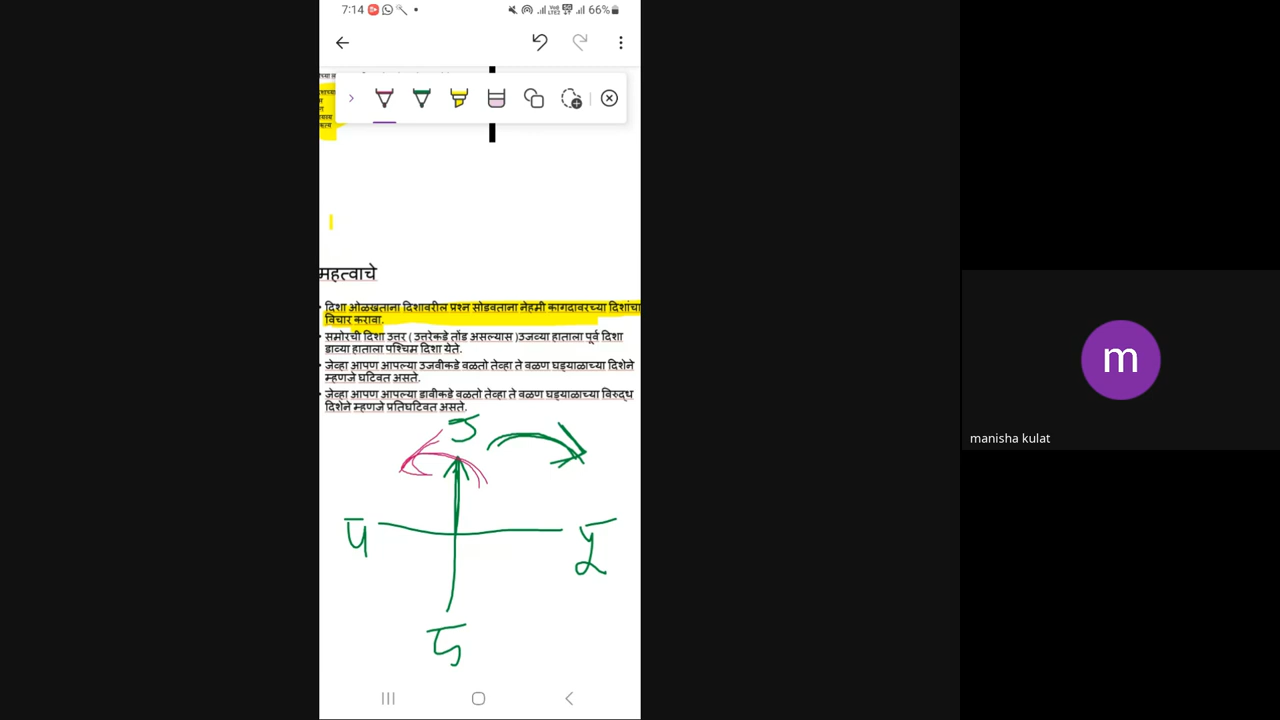 7:14
66%
महत्वाचे
• दिशा ओळखताना दिशावरील प्रश्न सोडवताना नेहमी कागदावरच्या दिशांचा
विचार करावा.
• समोरची दिशा उत्तर ( उत्तरेकडे तोंड असल्यास )उजव्या हाताला पूर्व दिशा
डाव्या हाताला पश्चिम दिशा येते.
• जेव्हा आपण आपल्या उजवीकडे वळतो तेव्हा ते वळण घड्याळाच्या दिशेने
म्हणजे घटिवत असते.
• जेव्हा आपण आपल्या डावीकडे वळतो तेव्हा ते वळण घड्याळाच्या विरुध्द
दिशेने म्हणजे प्रतिघटिवत असते.
उ
प
पू
द
m
manisha kulat